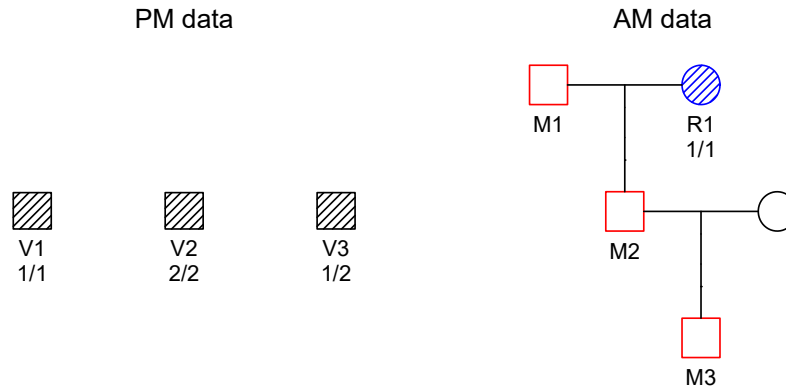 PM data
AM data
M1
R1
1/1
V1
1/1
V2
2/2
V3
1/2
M2
M3